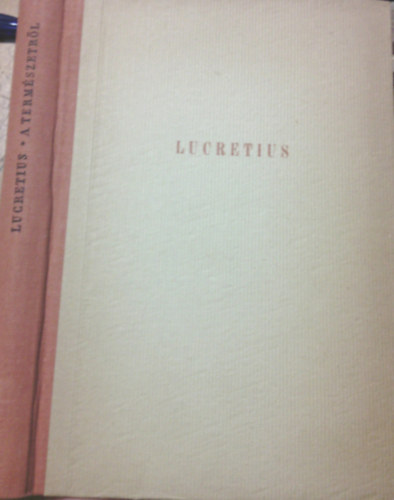 LUCRETIUS • A TERMÉSZETRŐL
LUCRETIUS